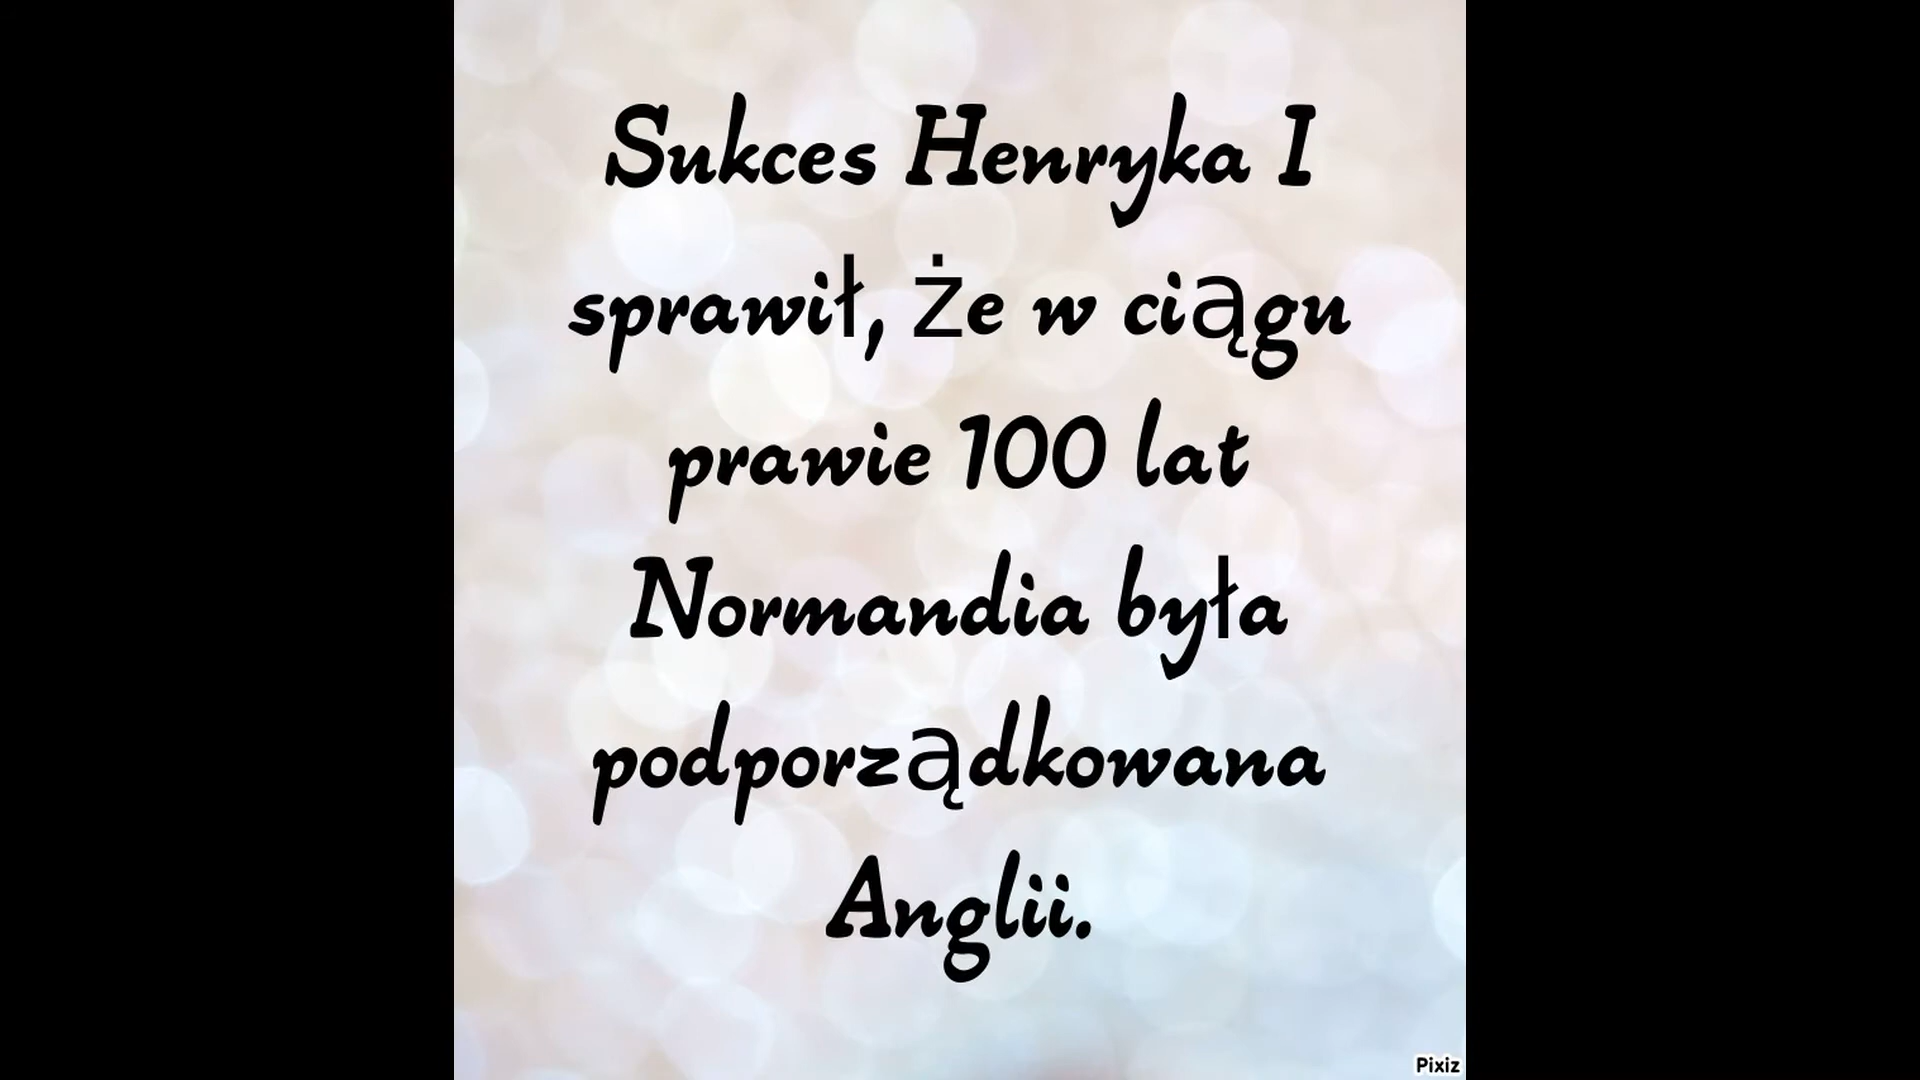 Sukces Henryka I
sprawił, że w ciągu
prawie 100 lat
Normandia była
podporządkowana
Anglii.
Pixiz